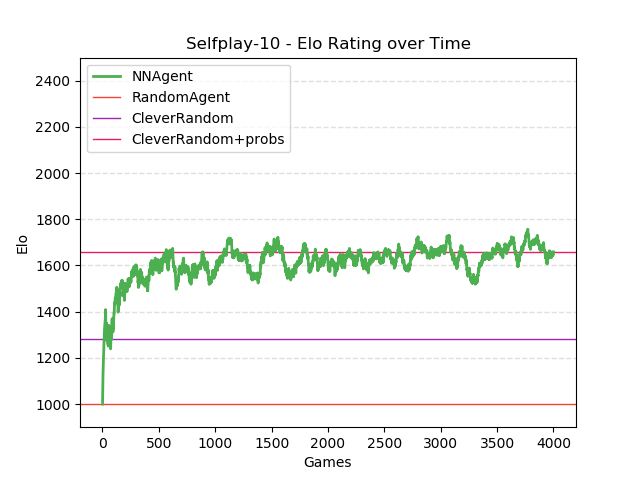 Selfplay-10 - Elo Rating over Time
NNAgent
RandomAgent
CleverRandom
CleverRandom+probs
2400
2200
2000
1800
1600
1400
1200
1000
Elo
0 500 1000 1500 2000 2500 3000 3500 4000
Games